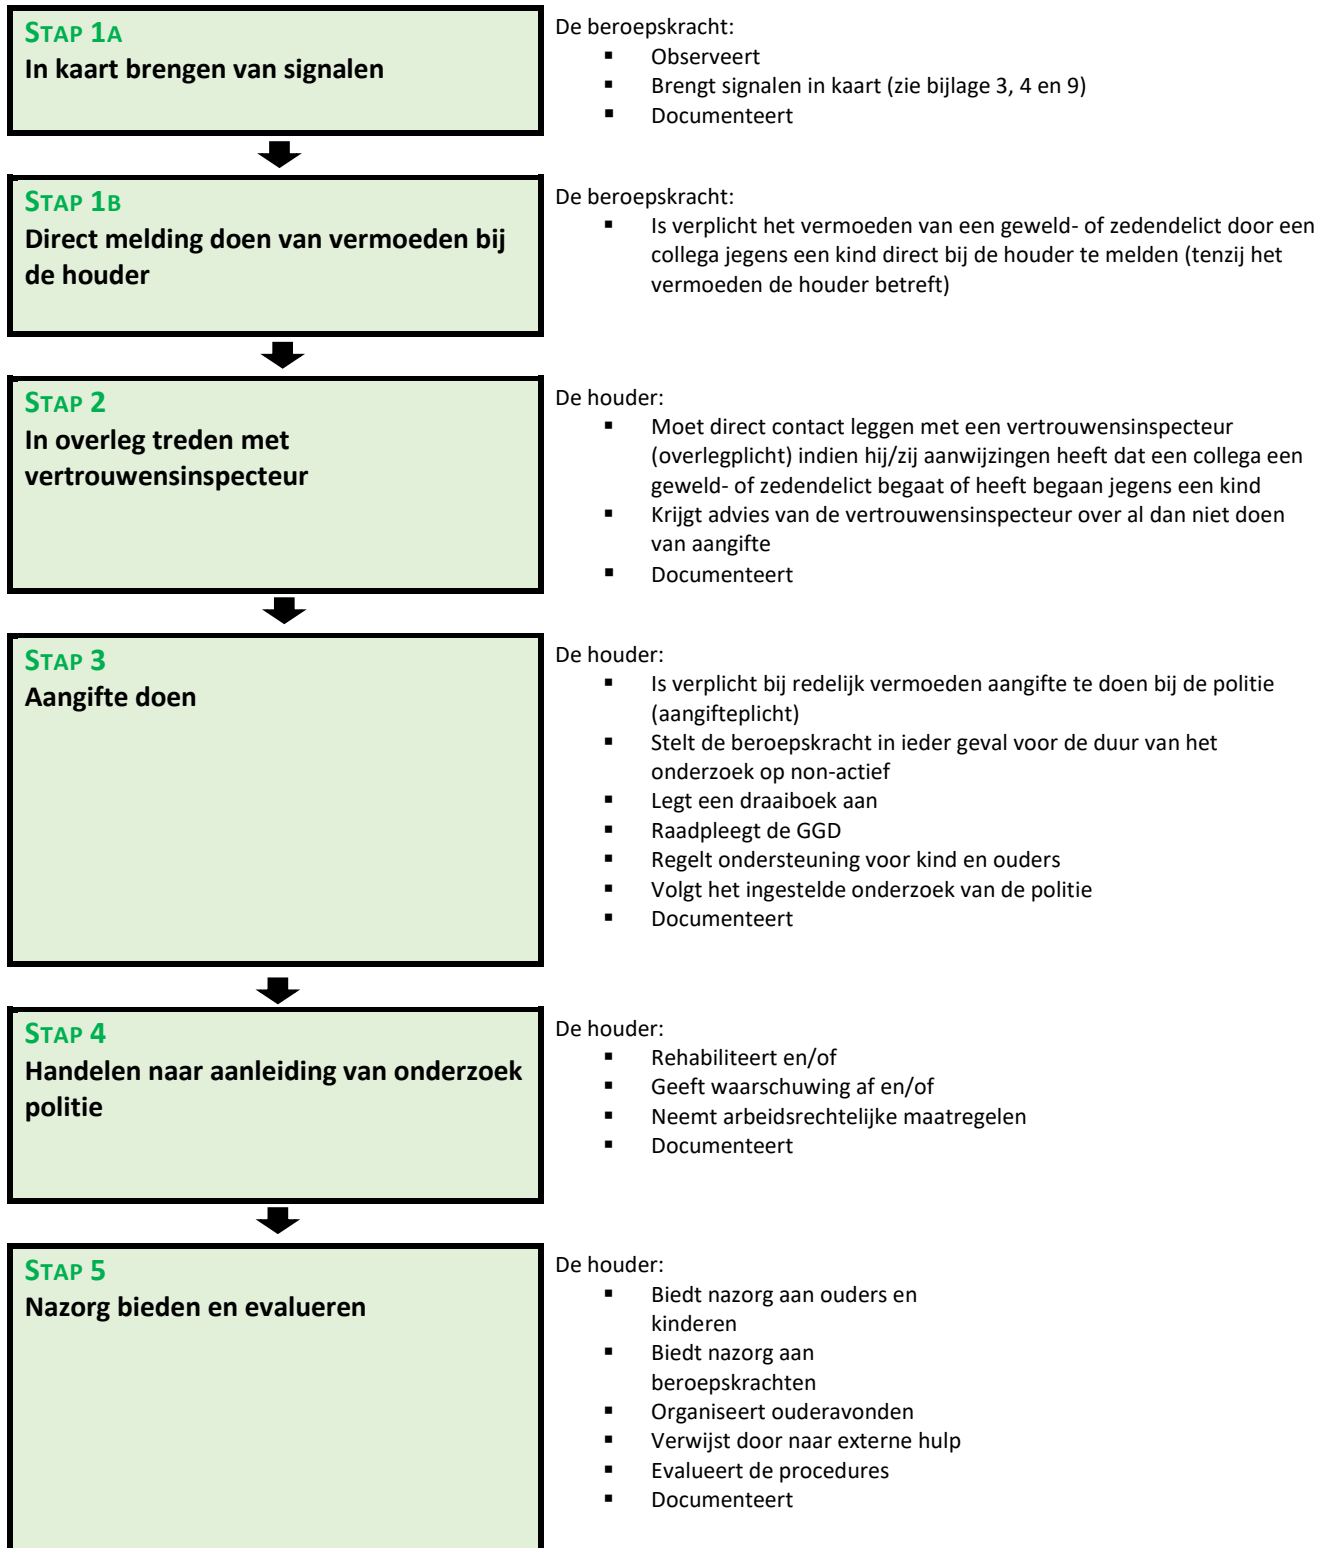 STAP 1A
In kaart brengen van signalen
De beroepskracht:
▪ Observeert
▪ Brengt signalen in kaart (zie bijlage 3, 4 en 9)
▪ Documenteert
STAP 1B
Direct melding doen van vermoeden bij
de houder
De beroepskracht:
▪ Is verplicht het vermoeden van een geweld- of zedendelict door een
collega jegens een kind direct bij de houder te melden (tenzij het
vermoeden de houder betreft)
STAP 2
In overleg treden met
vertrouwensinspecteur
De houder:
▪ Moet direct contact leggen met een vertrouwensinspecteur
(overlegplicht) indien hij/zij aanwijzingen heeft dat een collega een
geweld- of zedendelict begaat of heeft begaan jegens een kind
▪ Krijgt advies van de vertrouwensinspecteur over al dan niet doen
van aangifte
▪ Documenteert
STAP 3
Aangifte doen
De houder:
▪ Is verplicht bij redelijk vermoeden aangifte te doen bij de politie
(aangifteplicht)
▪ Stelt de beroepskracht in ieder geval voor de duur van het
onderzoek op non-actief
▪ Legt een draaiboek aan
▪ Raadpleegt de GGD
▪ Regelt ondersteuning voor kind en ouders
▪ Volgt het ingestelde onderzoek van de politie
▪ Documenteert
STAP 4
Handelen naar aanleiding van onderzoek
politie
De houder:
▪ Rehabiliteert en/of
▪ Geeft waarschuwing af en/of
▪ Neemt arbeidsrechtelijke maatregelen
▪ Documenteert
STAP 5
Nazorg bieden en evalueren
De houder:
▪ Biedt nazorg aan ouders en
kinderen
▪ Biedt nazorg aan
beroepskrachten
▪ Organiseert ouderavonden
▪ Verwijst door naar externe hulp
▪ Evalueert de procedures
▪ Documenteert